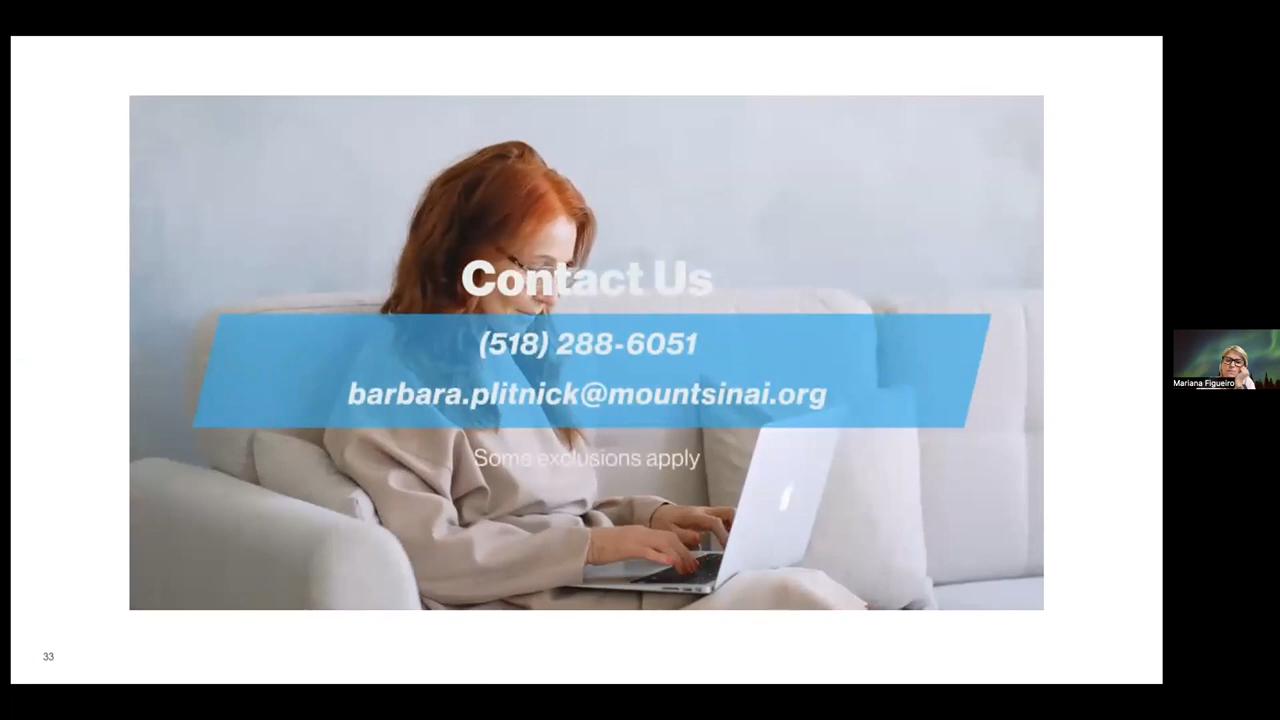 Contact Us
(518) 288-6051
barbara.plitnick@mountsinai.org
Some exclusions apply
Mariana Figueiro
33